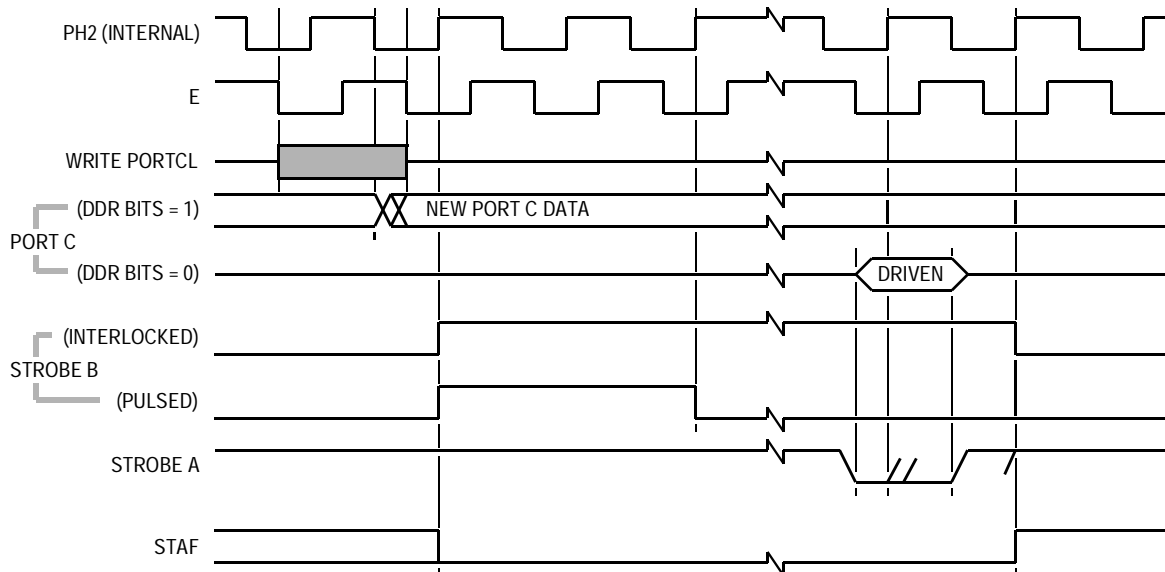 PH2 (INTERNAL)
E
WRITE PORTCL
(DDR BITS = 1)
NEW PORT C DATA
PORT C
(DDR BITS = 0)
DRIVEN
(INTERLOCKED)
STROBE B
(PULSED)
STROBE A
STAF